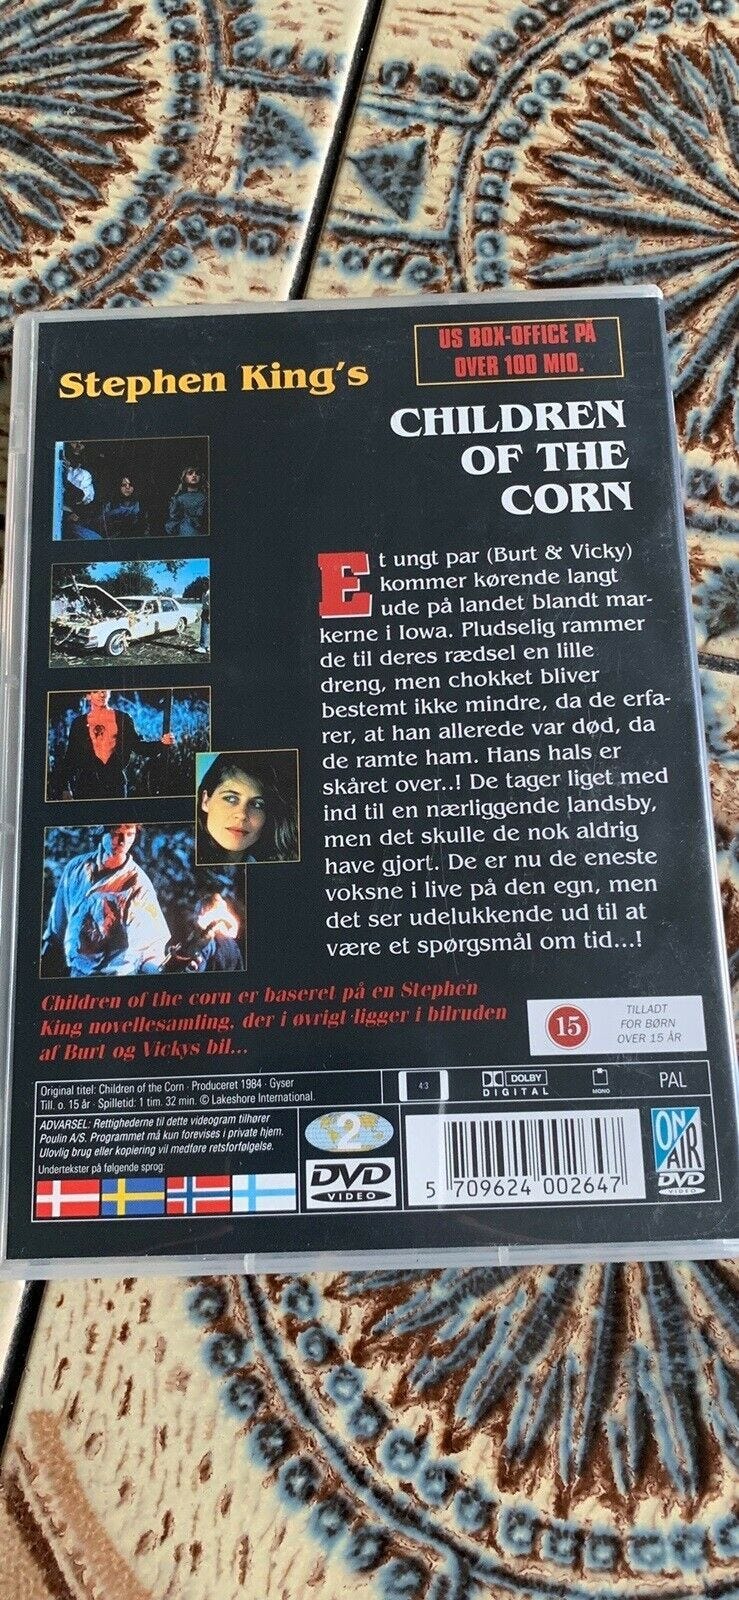 US BOX-OFFICE PÅ
OVER 100 MIO.
Stephen King's
CHILDREN
OF THE
CORN
Et ungt par (Burt & Vicky)
kommer kørende langt
ude på landet blandt mar-
kerne i Iowa. Pludselig rammer
de til deres rædsel en lille
dreng, men chokket bliver
bestemt ikke mindre, da de erfa-
rer, at han allerede var død, da
de ramte ham. Hans hals er
skåret over..! De tager liget med
ind til en nærliggende landsby,
men det skulle de nok aldrig
have gjort. De er nu de eneste
voksne i live på den egn, men
det ser udelukkende ud til at
være et spørgsmål om tid...!
Children of the corn er baseret på en Stephen
King novellesamling, der i øvrigt ligger i bilruden
af Burt og Vickys bil...
15
TILLADT
FOR BØRN
OVER 15 ÅR
Original titel: Children of the Corn · Produceret 1984 · Gyser
Till. o. 15 år · Spilletid: 1 tim. 32 min. © Lakeshore International.
4:3
DOLBY
DIGITAL
MONO
PAL
ADVARSEL: Rettighederne til dette videogram tilhører
Poulin A/S. Programmet må kun forevises i private hjem.
Ulovlig brug eller kopiering vil medføre retsforfølgelse.
Undertekster på følgende sprog:
2
DVD
VIDEO
5 709624 002647
ON
AIR
DVD
VIDEO